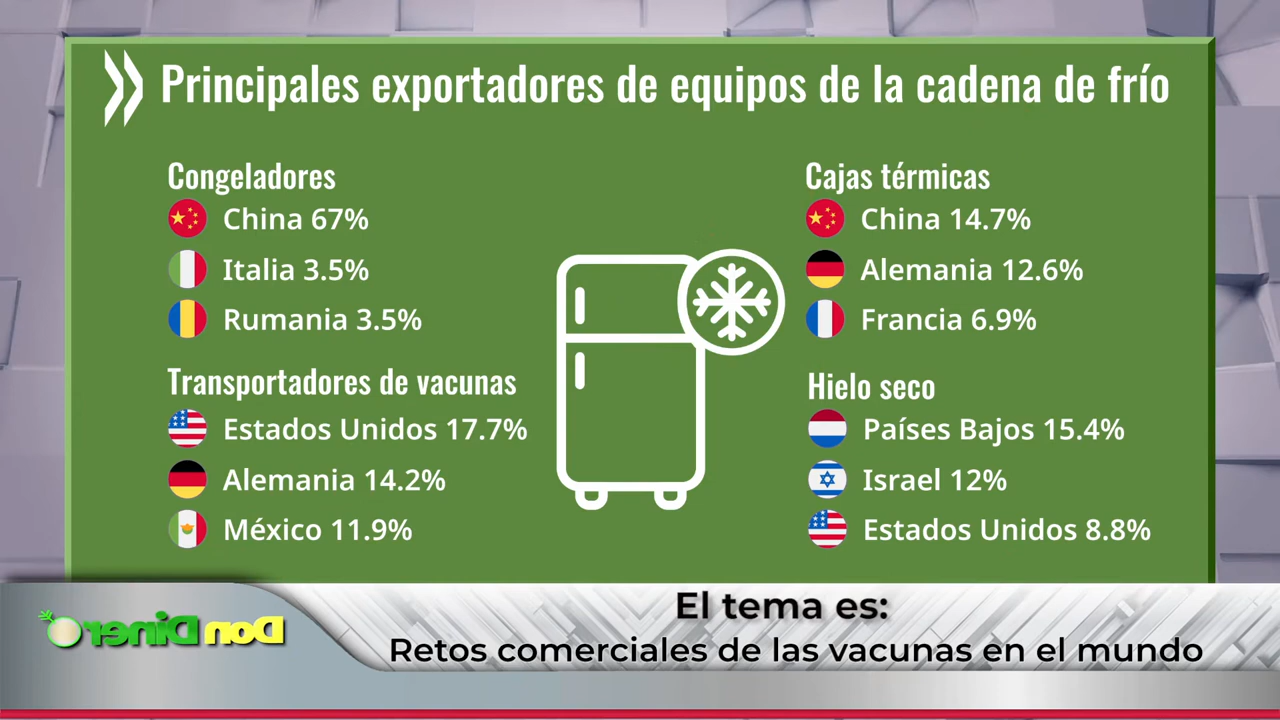 Principales exportadores de equipos de la cadena de frío
Congeladores
China 67%
Italia 3.5%
Rumania 3.5%
Transportadores de vacunas
Estados Unidos 17.7%
Alemania 14.2%
México 11.9%
Cajas térmicas
China 14.7%
Alemania 12.6%
Francia 6.9%
Hielo seco
Países Bajos 15.4%
Israel 12%
Estados Unidos 8.8%
Don Dinero
El tema es:
Retos comerciales de las vacunas en el mundo